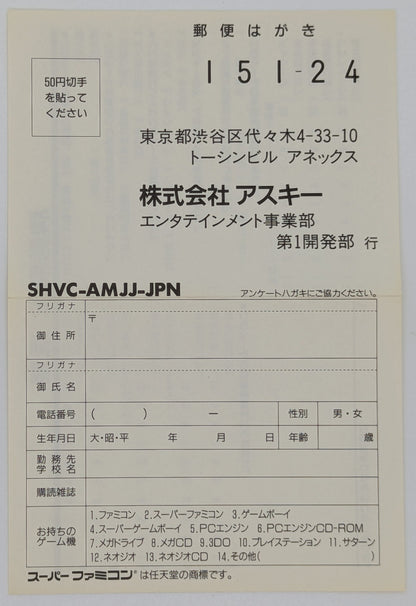 郵便はがき
151-24
50円切手
を貼って
ください
東京都渋谷区代々木4-33-10
トーシンビル アネックス
株式会社 アスキー
エンタテインメント事業部
第1開発部 行
SHVC-AMJJ-JPN
アンケートハガキにご協力ください。
フリガナ
御住所 〒
フリガナ
御氏名
電話番号 ( ) ー 性別 男・女
生年月日 大・昭・平 年 月 日 年齢 歳
勤務先
学校名
購読雑誌
お持ちの
ゲーム機
1.ファミコン 2.スーパーファミコン 3.ゲームボーイ
4.スーパーゲームボーイ 5.PCエンジン 6.PCエンジンCD-ROM
7.メガドライブ 8.メガCD 9.3DO 10.プレイステーション 11.サターン
12.ネオジオ 13.ネオジオCD 14.その他( )
スーパーファミコン®は任天堂の商標です。